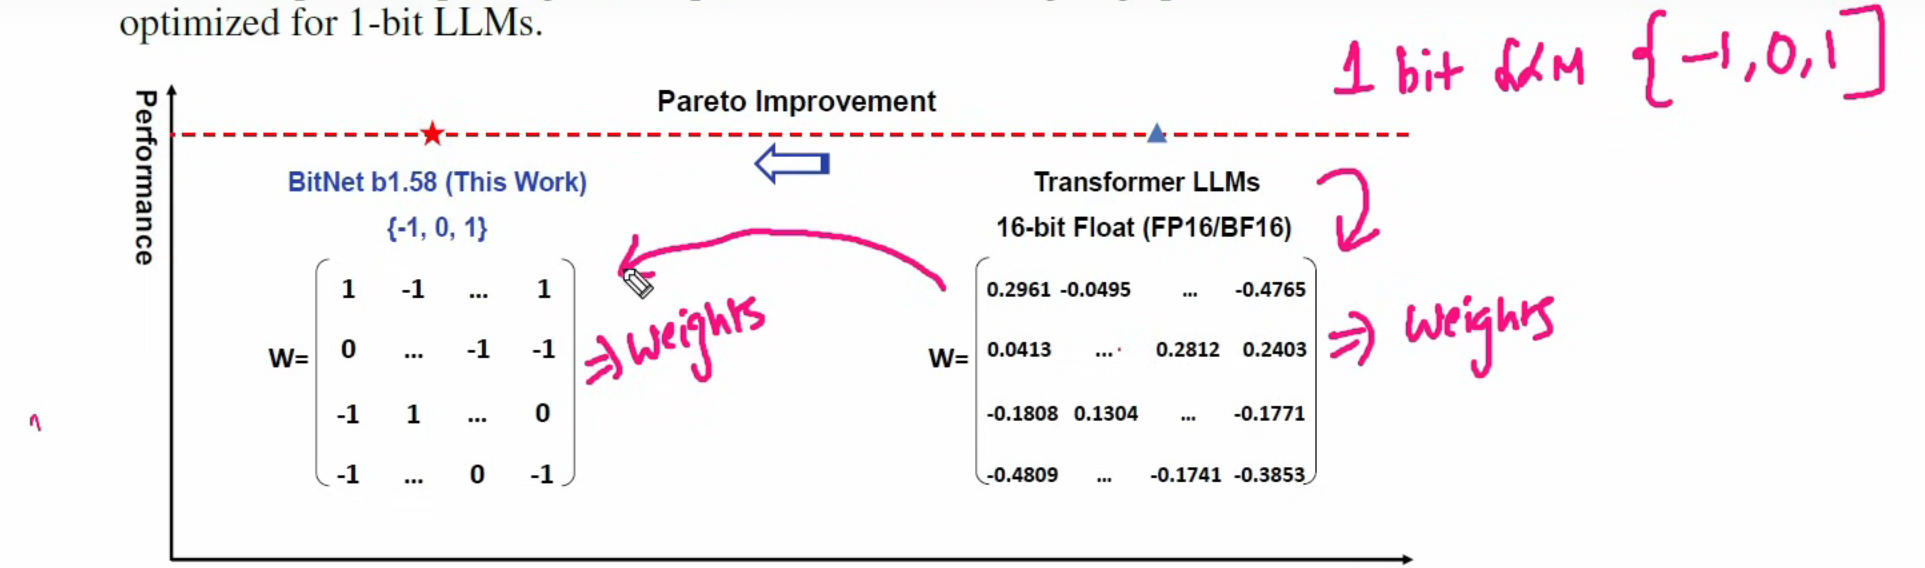 optimized for 1-bit LLMs.
1 bit LLM {-1,0,1]
Performance
Pareto Improvement
BitNet b1.58 (This Work)
{-1, 0, 1}
Transformer LLMs
16-bit Float (FP16/BF16)
W=
1 -1 ... 1
0 ... -1 -1
-1 1 ... 0
-1 ... 0 -1
⇒ Weights
W=
0.2961 -0.0495 ... -0.4765
0.0413 ... 0.2812 0.2403
-0.1808 0.1304 ... -0.1771
-0.4809 ... -0.1741 -0.3853
⇒ Weights